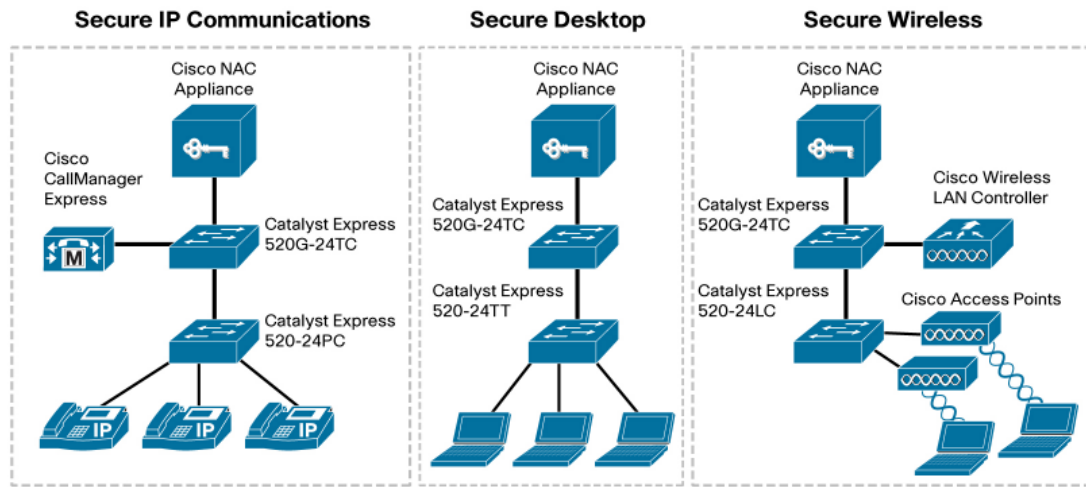 Secure IP Communications
Cisco NAC
Appliance
Cisco
CallManager
Express
Catalyst Express
520G-24TC
M
Catalyst Express
520-24PC
IP
IP
IP
Secure Desktop
Cisco NAC
Appliance
Catalyst Express
520G-24TC
Catalyst Express
520-24TT
Secure Wireless
Cisco NAC
Appliance
Catalyst Experss
520G-24TC
Cisco Wireless
LAN Controller
Catalyst Express
520-24LC
Cisco Access Points